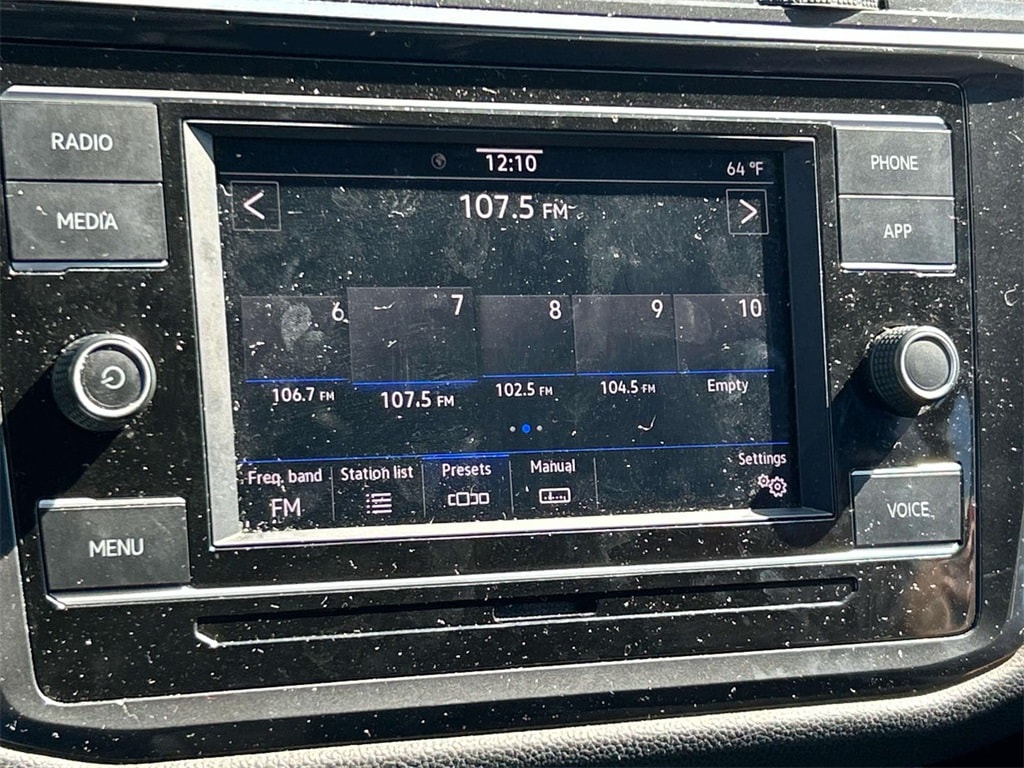 RADIO
MEDIA
12:10
64 °F
107.5 FM
PHONE
APP
6 7 8 9 10
106.7 FM 107.5 FM 102.5 FM 104.5 FM Empty
Freq. band Station list Presets Manual Settings
FM
MENU
VOICE